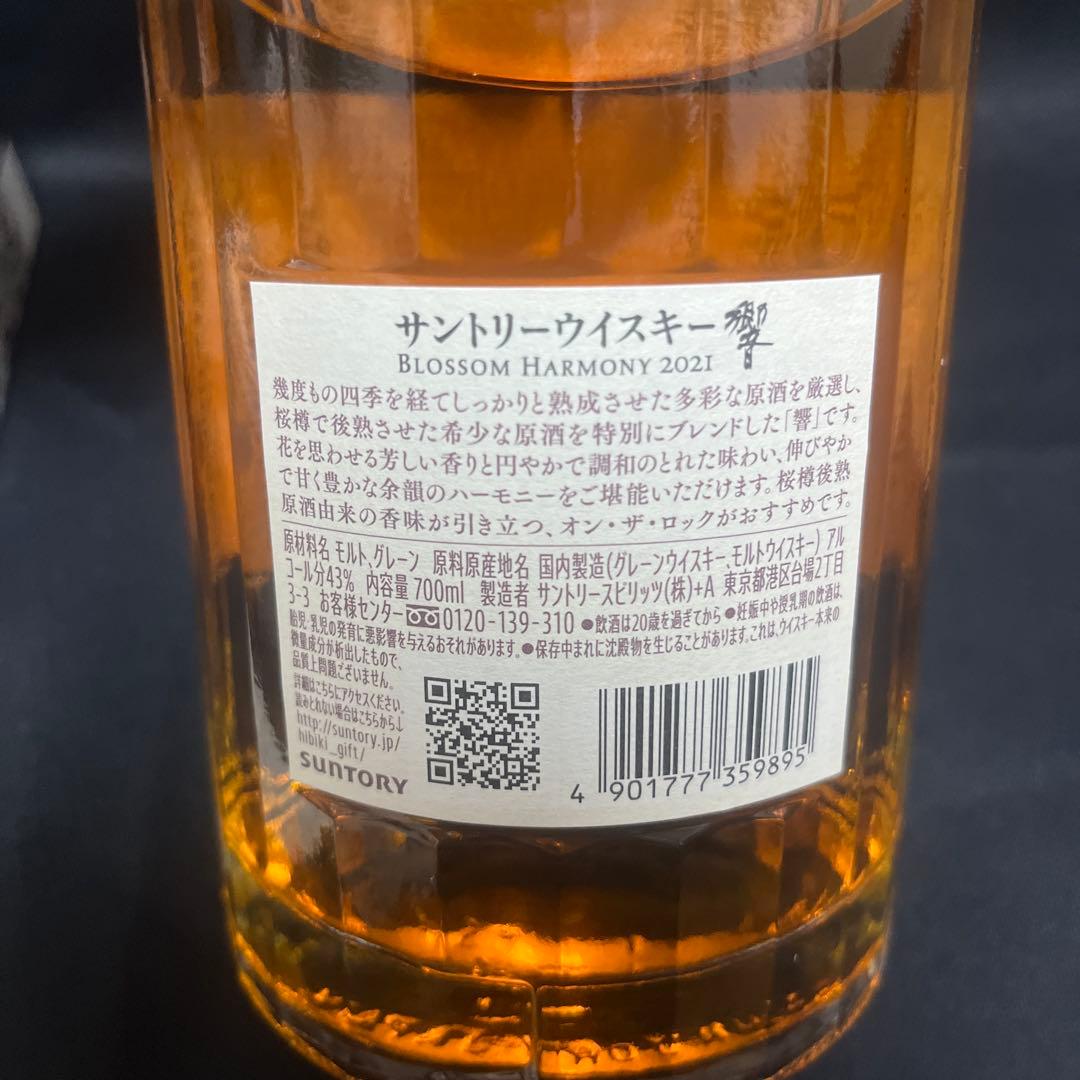 サントリーウイスキー響
BLOSSOM HARMONY 2021
幾度もの四季を経てしっかりと熟成させた多彩な原酒を厳選し、
桜樽で後熟させた希少な原酒を特別にブレンドした「響」です。
花を思わせる芳しい香りと円やかで調和のとれた味わい、伸びやか
で甘く豊かな余韻のハーモニーをご堪能いただけます。桜樽後熟
原酒由来の香味が引き立つ、オン・ザ・ロックがおすすめです。
原材料名 モルト、グレーン 原料原産地名 国内製造(グレーンウイスキー、モルトウイスキー) アル
コール分43% 内容量 700ml 製造者 サントリースピリッツ(株)+A 東京都港区台場2丁目
3-3 お客様センター 0120-139-310 ●飲酒は20歳を過ぎてから ●妊娠中や授乳期の飲酒は、
胎児・乳児の発育に悪影響を与えるおそれがあります。●保存中まれに沈殿物を生じることがあります。これは、ウイスキー本来の
微量成分が析出したもので、
品質上問題ございません。
詳細はこちらにアクセスください。
読みとれない場合はこちらから↓
http://suntory.jp/
hibiki_gift/
SUNTORY
4 901777 359895